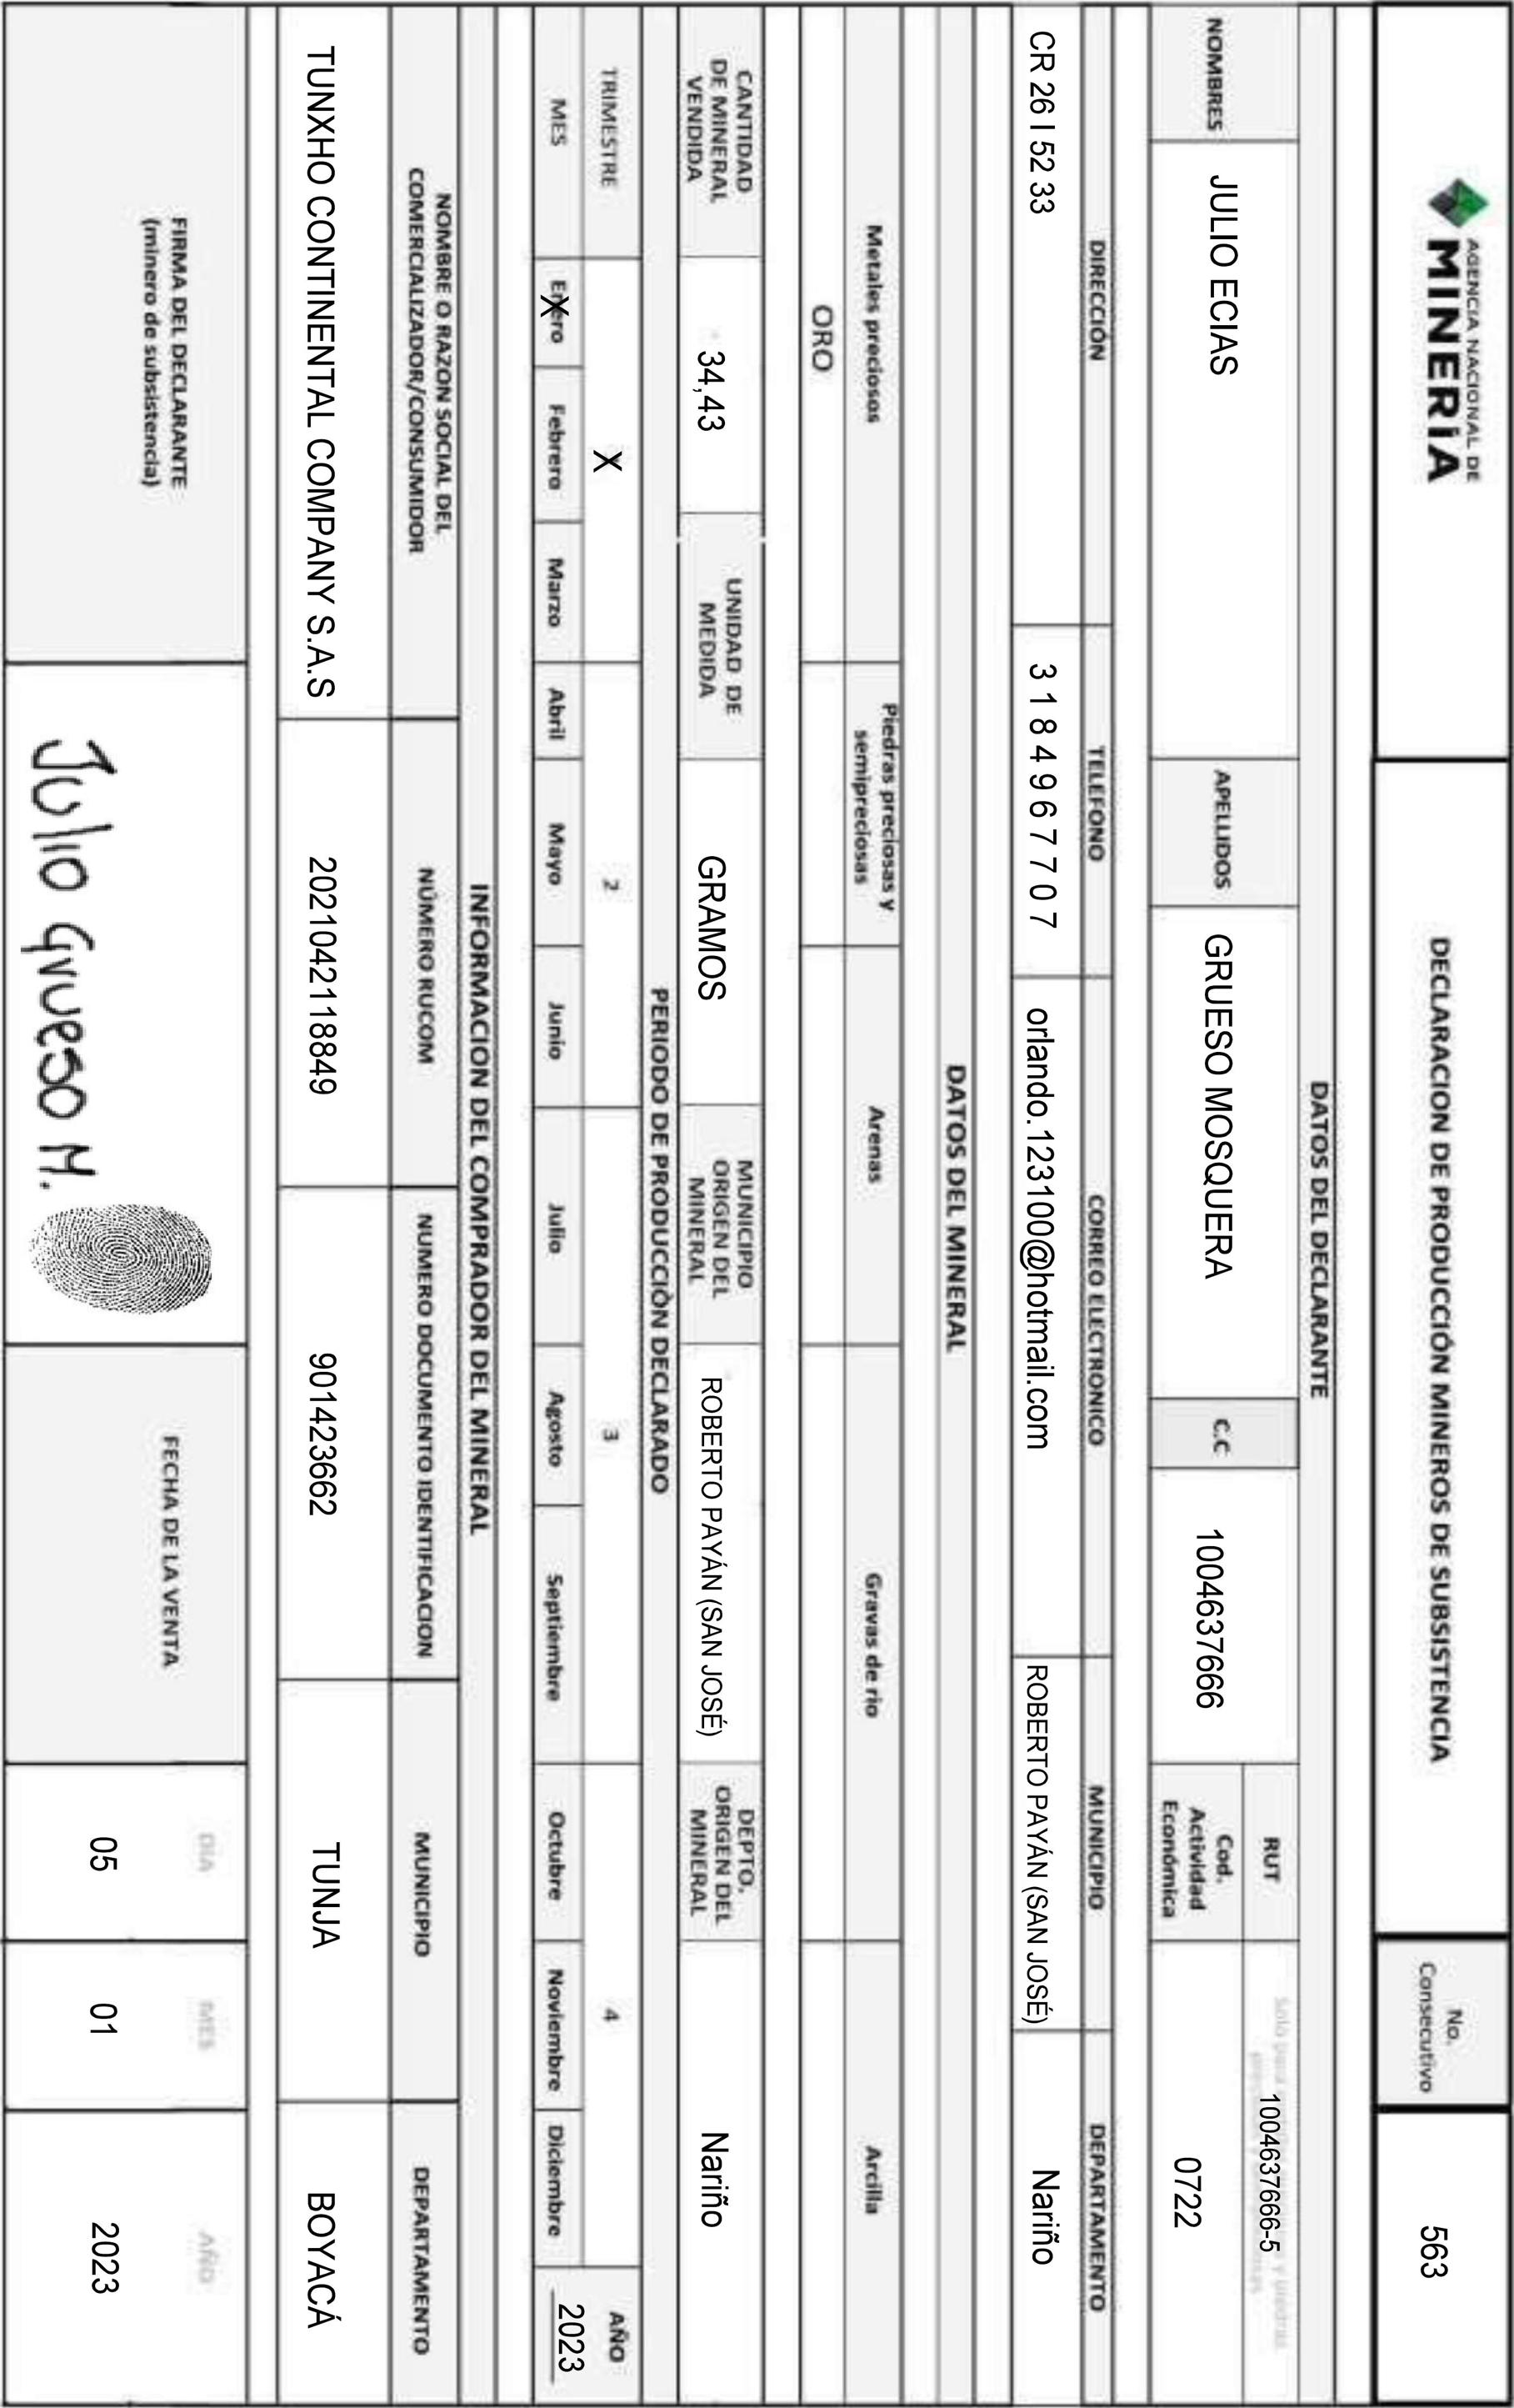 AGENCIA NACIONAL DE
MINERÍA
DECLARACION DE PRODUCCIÓN MINEROS DE SUBSISTENCIA
No.
Consecutivo
563
DATOS DEL DECLARANTE
NOMBRES
JULIO ECIAS
APELLIDOS
GRUESO MOSQUERA
C.C
1004637666
RUT
1004637666-5
Cod.
Actividad
Económica
0722
DIRECCIÓN
TELEFONO
CORREO ELECTRONICO
MUNICIPIO
DEPARTAMENTO
CR 26 I 52 33
3 1 8 4 9 6 7 7 0 7
orlando.123100@hotmail.com
ROBERTO PAYÁN (SAN JOSÉ)
Nariño
DATOS DEL MINERAL
Metales preciosos
Piedras preciosas y
semipreciosas
Arenas
Gravas de rio
Arcilla
ORO
CANTIDAD
DE MINERAL
VENDIDA
34,43
UNIDAD DE
MEDIDA
GRAMOS
MUNICIPIO
ORIGEN DEL
MINERAL
ROBERTO PAYÁN (SAN JOSÉ)
DEPTO.
ORIGEN DEL
MINERAL
Nariño
PERIODO DE PRODUCCIÒN DECLARADO
TRIMESTRE
X
2
3
4
AÑO
MES
Enero
X
Febrero
Marzo
Abril
Mayo
Junio
Julio
Agosto
Septiembre
Octubre
Noviembre
Diciembre
2023
INFORMACION DEL COMPRADOR DEL MINERAL
NOMBRE O RAZON SOCIAL DEL
COMERCIALIZADOR/CONSUMIDOR
NÚMERO RUCOM
NUMERO DOCUMENTO IDENTIFICACION
MUNICIPIO
DEPARTAMENTO
TUNXHO CONTINENTAL COMPANY S.A.S
2021042118849
901423662
TUNJA
BOYACÁ
FIRMA DEL DECLARANTE
(minero de subsistencia)
Julio Grueso M.
FECHA DE LA VENTA
DIA
MES
AÑO
05
01
2023